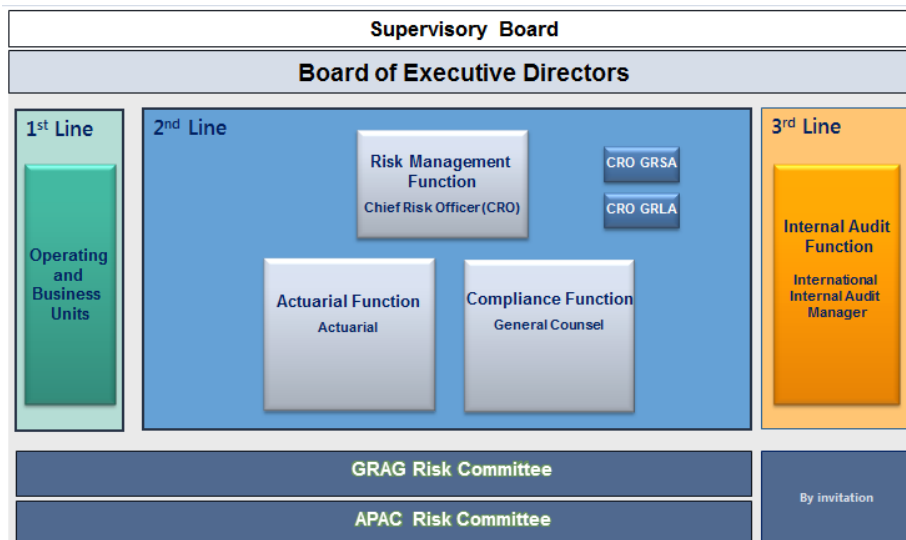 Supervisory Board
Board of Executive Directors
1st Line
Operating
and
Business
Units
2nd Line
Risk Management
Function
Chief Risk Officer(CRO)
CRO GRSA
CRO GRLA
Actuarial Function
Actuarial
Compliance Function
General Counsel
3rd Line
Internal Audit
Function
International
Internal Audit
Manager
GRAG Risk Committee
APAC Risk Committee
By invitation